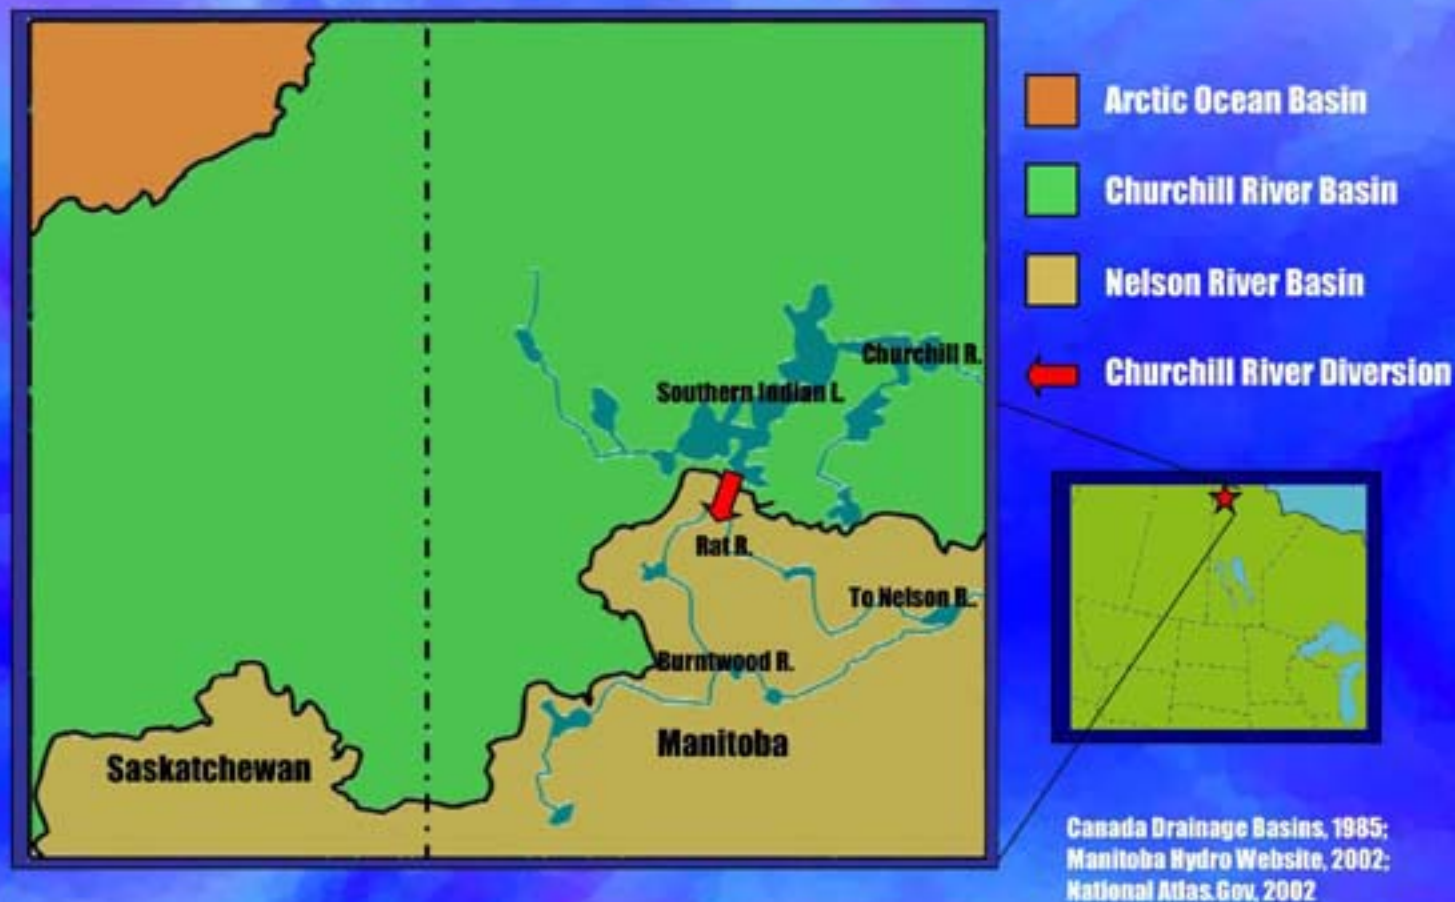 Arctic Ocean Basin
Churchill River Basin
Nelson River Basin
Churchill River Diversion
Churchill R.
Southern Indian L.
Rat R.
To Nelson R..
Burntwood R.
Manitoba
Saskatchewan
Canada Drainage Basins, 1985;
Manitoba Hydro Website, 2002;
National Atlas.Gov, 2002